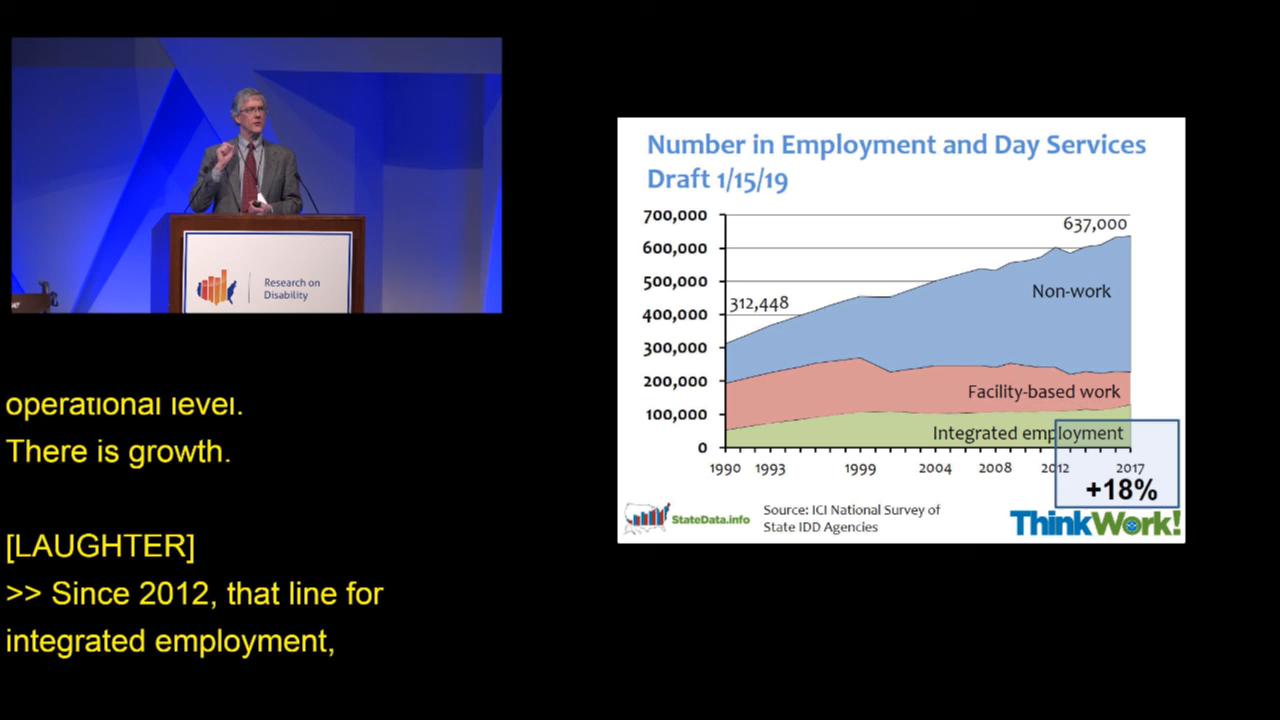 Research on
Disability
operational level.
There is growth.
[LAUGHTER]
>> Since 2012, that line for
integrated employment,
Number in Employment and Day Services
Draft 1/15/19
700,000
600,000
500,000
400,000
300,000
200,000
100,000
0
637,000
312,448
Non-work
Facility-based work
Integrated employment
1990 1993 1999 2004 2008 2012 2017
+18%
StateData.info
Source: ICI National Survey of
State IDD Agencies
ThinkWork!